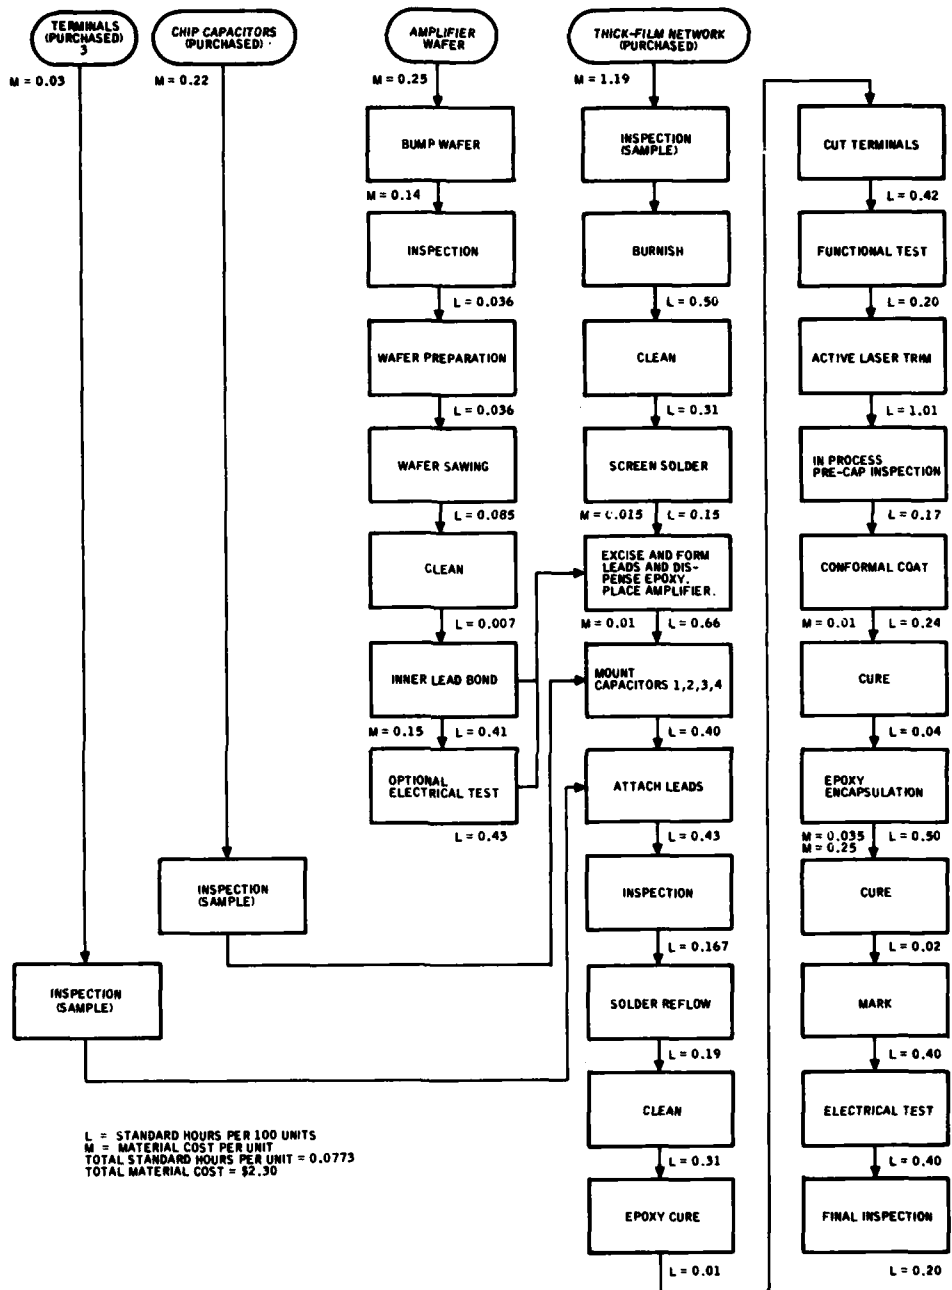 TERMINALS
(PURCHASED)
3
M = 0.03
CHIP CAPACITORS
(PURCHASED)
M = 0.22
AMPLIFIER
WAFER
M = 0.25
BUMP WAFER
M = 0.14
INSPECTION
L = 0.036
WAFER PREPARATION
L = 0.036
WAFER SAWING
L = 0.085
CLEAN
L = 0.007
INNER LEAD BOND
M = 0.15 L = 0.41
OPTIONAL
ELECTRICAL TEST
L = 0.43
INSPECTION
(SAMPLE)
INSPECTION
(SAMPLE)
THICK-FILM NETWORK
(PURCHASED)
M = 1.19
INSPECTION
(SAMPLE)
BURNISH
L = 0.50
CLEAN
L = 0.31
SCREEN SOLDER
M = 0.015 L = 0.15
EXCISE AND FORM
LEADS AND DIS-
PENSE EPOXY.
PLACE AMPLIFIER.
M = 0.01 L = 0.66
MOUNT
CAPACITORS 1,2,3,4
L = 0.40
ATTACH LEADS
L = 0.43
INSPECTION
L = 0.167
SOLDER REFLOW
L = 0.19
CLEAN
L = 0.31
EPOXY CURE
L = 0.01
CUT TERMINALS
L = 0.42
FUNCTIONAL TEST
L = 0.20
ACTIVE LASER TRIM
L = 1.01
IN PROCESS
PRE-CAP INSPECTION
L = 0.17
CONFORMAL COAT
M = 0.01 L = 0.24
CURE
L = 0.04
EPOXY
ENCAPSULATION
M = 0.035 L = 0.50
M = 0.25
CURE
L = 0.02
MARK
L = 0.40
ELECTRICAL TEST
L = 0.40
FINAL INSPECTION
L = 0.20
L = STANDARD HOURS PER 100 UNITS
M = MATERIAL COST PER UNIT
TOTAL STANDARD HOURS PER UNIT = 0.0773
TOTAL MATERIAL COST = $2.30